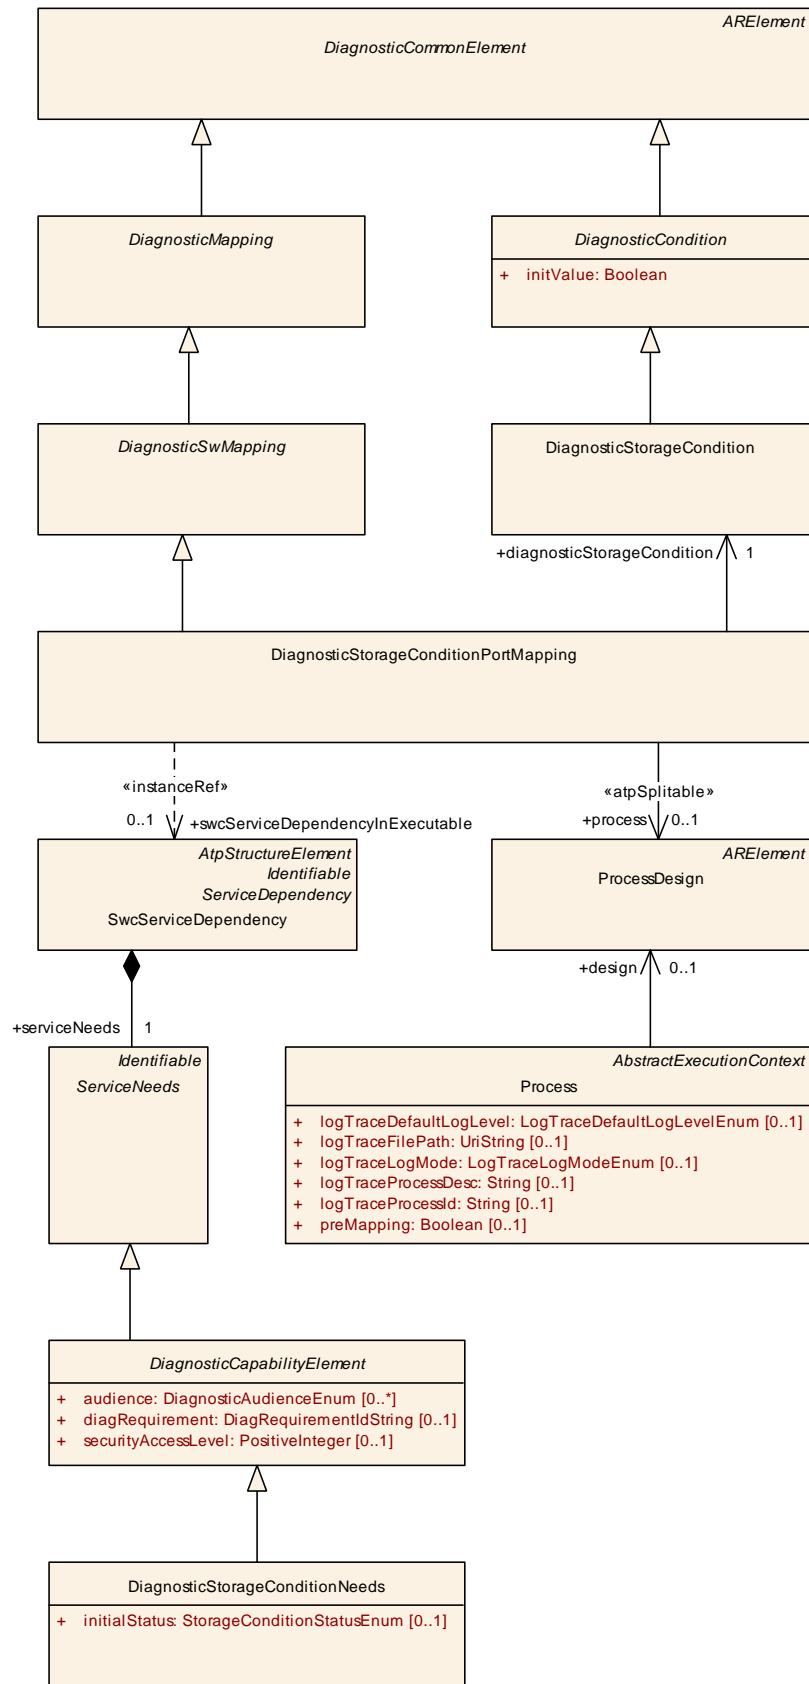 ARElement
DiagnosticCommonElement
DiagnosticMapping
DiagnosticCondition
+ initValue: Boolean
DiagnosticSwMapping
DiagnosticStorageCondition
+diagnosticStorageCondition 1
DiagnosticStorageConditionPortMapping
«instanceRef»
0..1 +swcServiceDependencyInExecutable
«atpSplitable»
+process 0..1
AtpStructureElement
Identifiable
ServiceDependency
SwcServiceDependency
ARElement
ProcessDesign
+design 0..1
+serviceNeeds 1
Identifiable
ServiceNeeds
AbstractExecutionContext
Process
+ logTraceDefaultLogLevel: LogTraceDefaultLogLevelEnum [0..1]
+ logTraceFilePath: UriString [0..1]
+ logTraceLogMode: LogTraceLogModeEnum [0..1]
+ logTraceProcessDesc: String [0..1]
+ logTraceProcessId: String [0..1]
+ preMapping: Boolean [0..1]
DiagnosticCapabilityElement
+ audience: DiagnosticAudienceEnum [0..*]
+ diagRequirement: DiagRequirementIdString [0..1]
+ securityAccessLevel: PositiveInteger [0..1]
DiagnosticStorageConditionNeeds
+ initialStatus: StorageConditionStatusEnum [0..1]